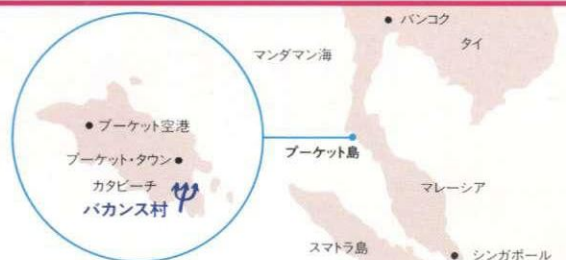 バンコク
タイ
マンダマン海
プーケット空港
プーケット・タウン
カタビーチ
バカンス村
プーケット島
マレーシア
スマトラ島
シンガポール